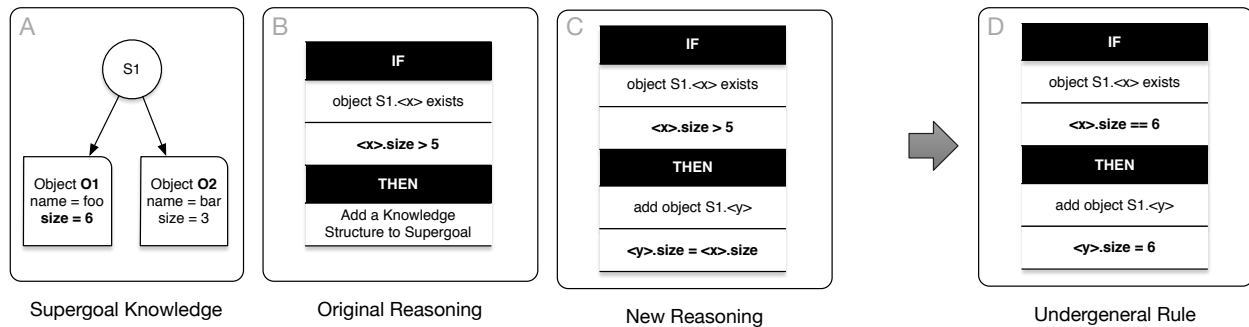 A
S1
Object O1
name = foo
size = 6
Object O2
name = bar
size = 3
Supergoal Knowledge
B
IF
object S1.<x> exists
<x>.size > 5
THEN
Add a Knowledge
Structure to Supergoal
Original Reasoning
C
IF
object S1.<x> exists
<x>.size > 5
THEN
add object S1.<y>
<y>.size = <x>.size
New Reasoning
D
IF
object S1.<x> exists
<x>.size == 6
THEN
add object S1.<y>
<y>.size = 6
Undergeneral Rule